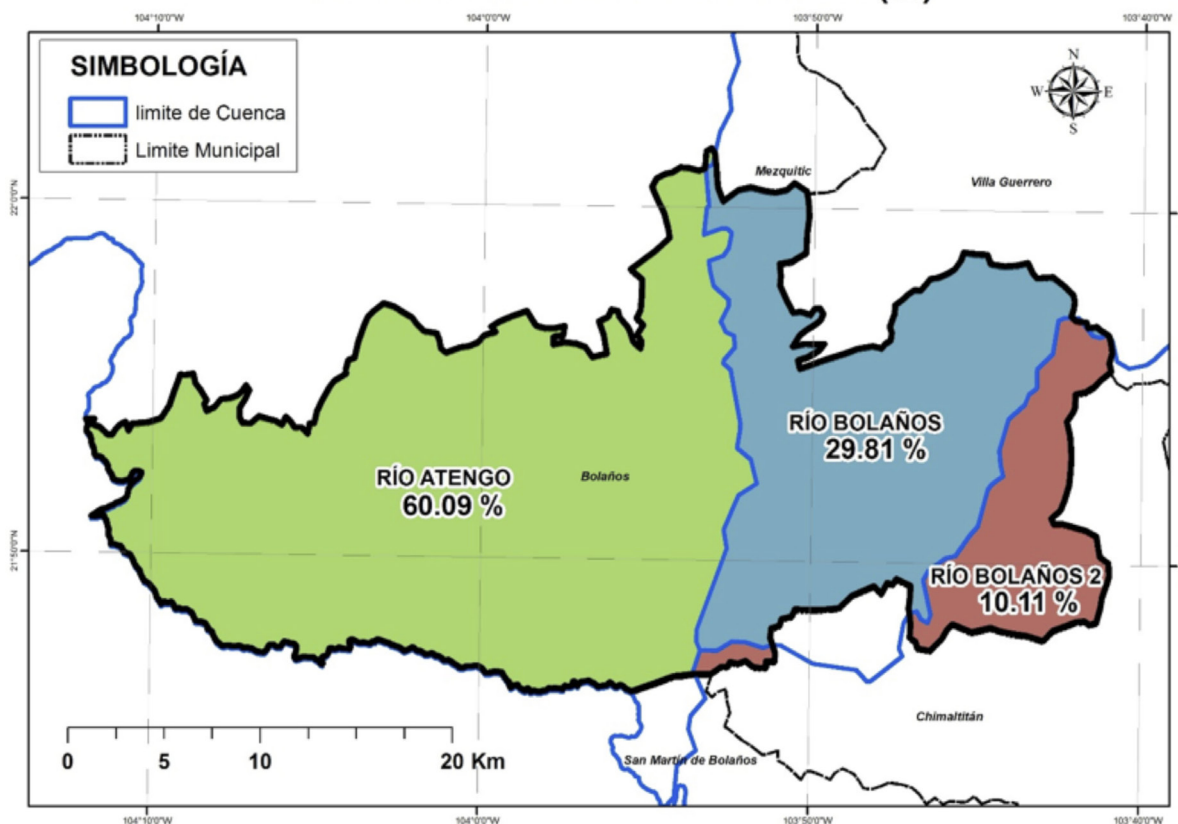 104°10'0"W
104°0'0"W
103°50'0"W
103°40'0"W
SIMBOLOGÍA
limite de Cuenca
Limite Municipal
N
W
E
S
Mezquitic
Villa Guerrero
22°0'0"N
RÍO BOLAÑOS
29.81 %
RÍO ATENGO
60.09 %
Bolaños
21°50'0"N
RÍO BOLAÑOS 2
10.11 %
Chimaltitán
0
5
10
20 Km
San Martín de Bolaños
104°10'0"W
104°0'0"W
103°50'0"W
103°40'0"W